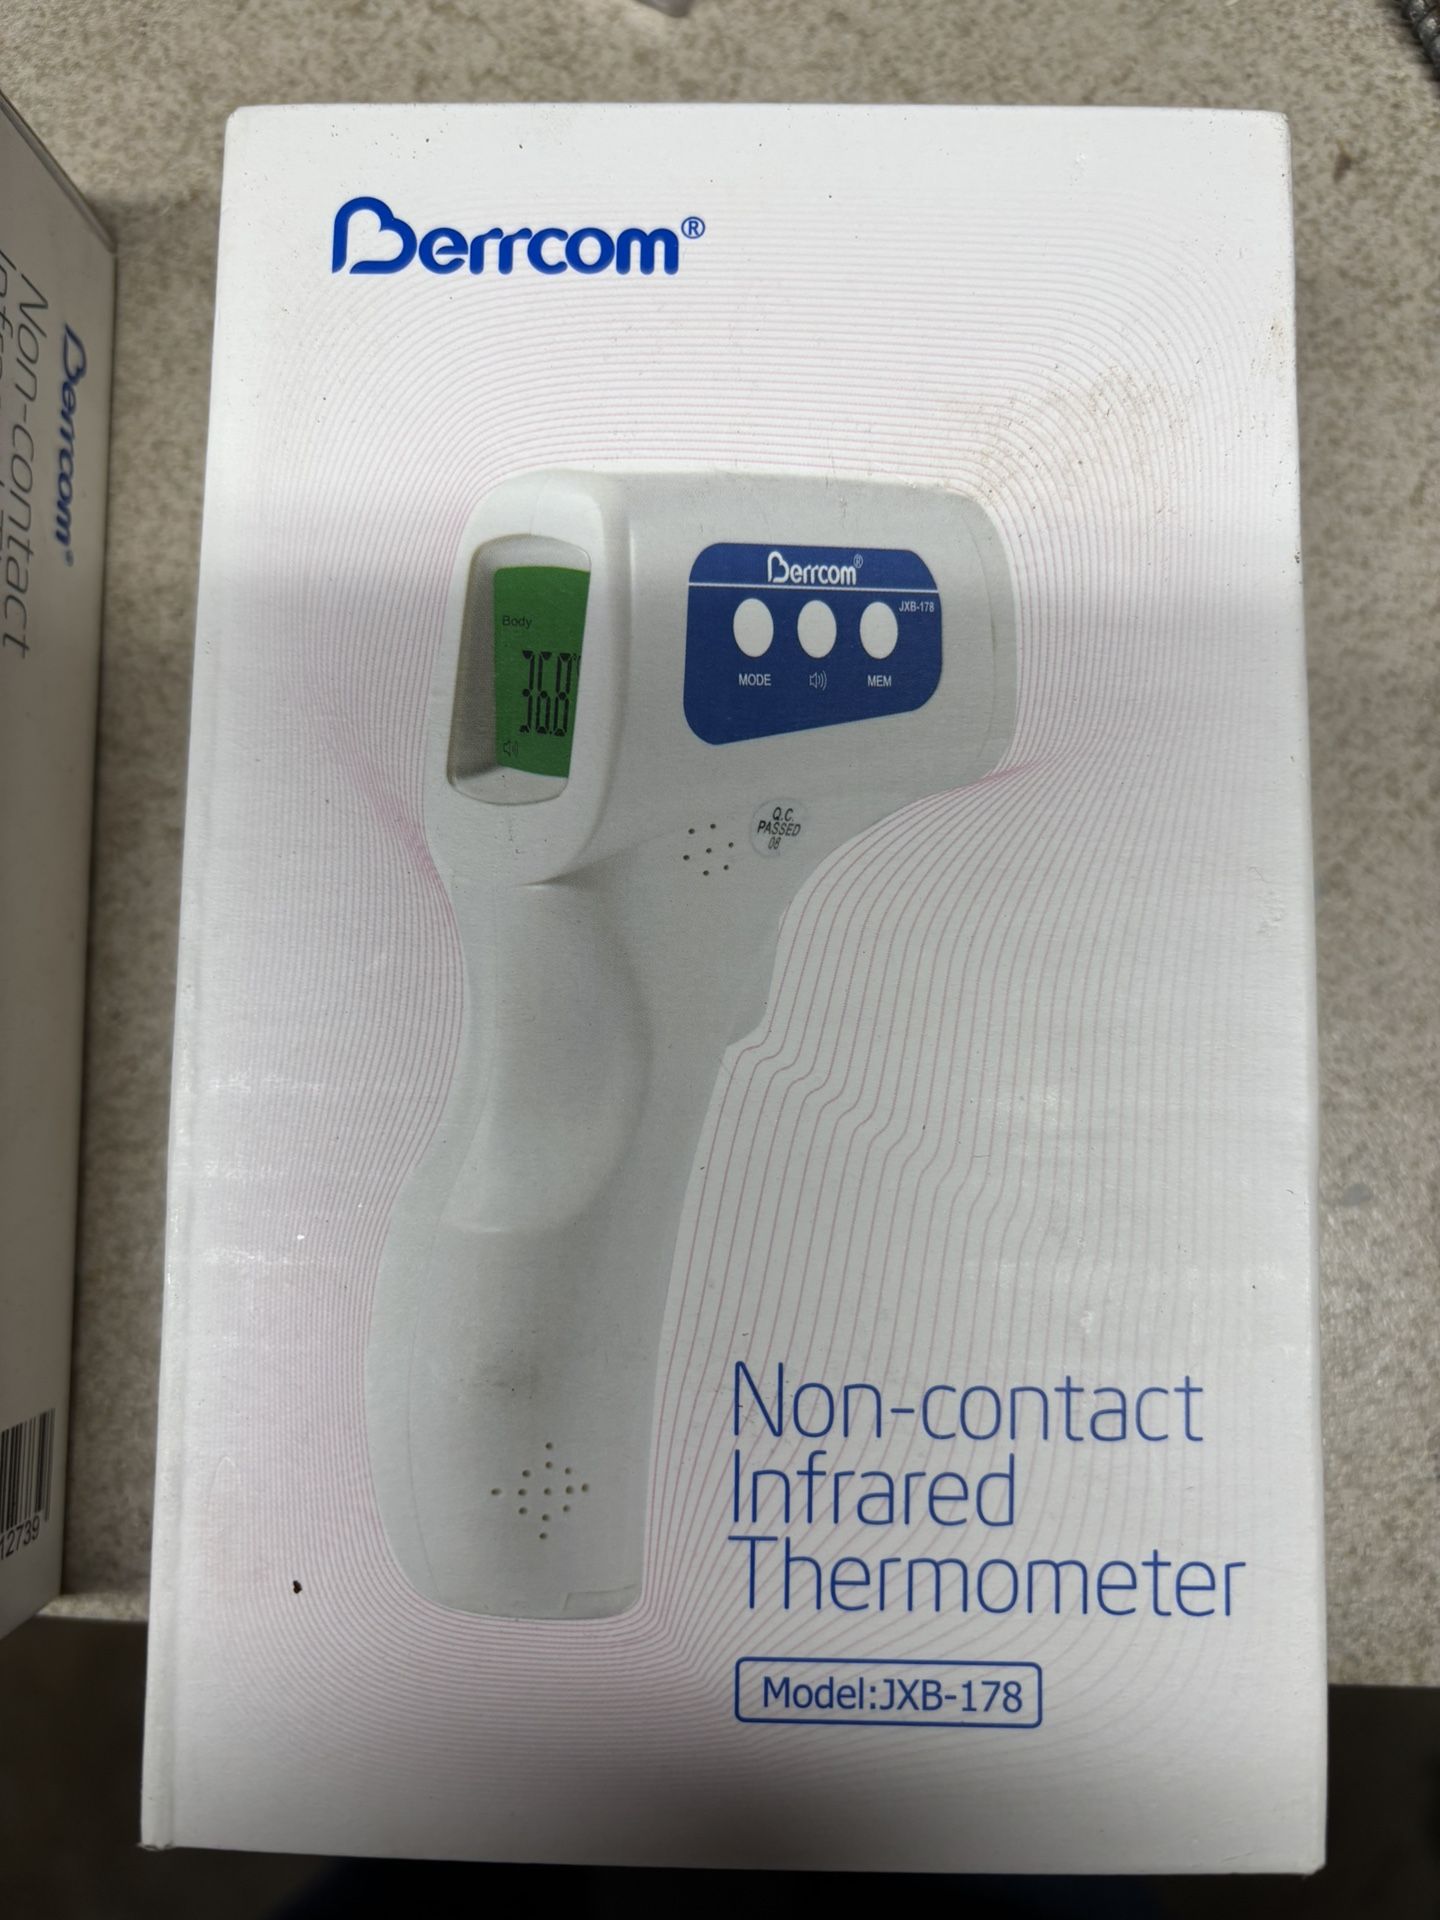 Berrcom®
Berrcom®
JXB-178
MODE
MEM
Body
36.8
Q.C.
PASSED
08
Non-contact
Infrared
Thermometer
Model:JXB-178
Berrcom®
Non-contact
12739